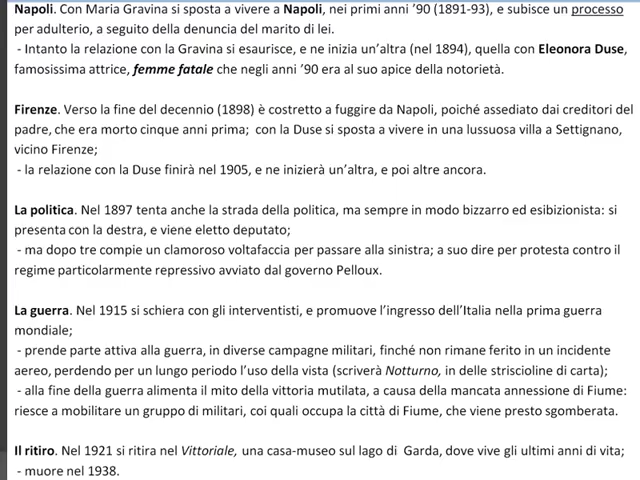 Napoli. Con Maria Gravina si sposta a vivere a Napoli, nei primi anni ’90 (1891-93), e subisce un processo
per adulterio, a seguito della denuncia del marito di lei.
- Intanto la relazione con la Gravina si esaurisce, e ne inizia un’altra (nel 1894), quella con Eleonora Duse,
famosissima attrice, femme fatale che negli anni ’90 era al suo apice della notorietà.
Firenze. Verso la fine del decennio (1898) è costretto a fuggire da Napoli, poiché assediato dai creditori del
padre, che era morto cinque anni prima; con la Duse si sposta a vivere in una lussuosa villa a Settignano,
vicino Firenze;
- la relazione con la Duse finirà nel 1905, e ne inizierà un’altra, e poi altre ancora.
La politica. Nel 1897 tenta anche la strada della politica, ma sempre in modo bizzarro ed esibizionista: si
presenta con la destra, e viene eletto deputato;
- ma dopo tre compie un clamoroso voltafaccia per passare alla sinistra; a suo dire per protesta contro il
regime particolarmente repressivo avviato dal governo Pelloux.
La guerra. Nel 1915 si schiera con gli interventisti, e promuove l’ingresso dell’Italia nella prima guerra
mondiale;
- prende parte attiva alla guerra, in diverse campagne militari, finché non rimane ferito in un incidente
aereo, perdendo per un lungo periodo l’uso della vista (scriverà Notturno, in delle striscioline di carta);
- alla fine della guerra alimenta il mito della vittoria mutilata, a causa della mancata annessione di Fiume:
riesce a mobilitare un gruppo di militari, coi quali occupa la città di Fiume, che viene presto sgomberata.
Il ritiro. Nel 1921 si ritira nel Vittoriale, una casa-museo sul lago di Garda, dove vive gli ultimi anni di vita;
- muore nel 1938.